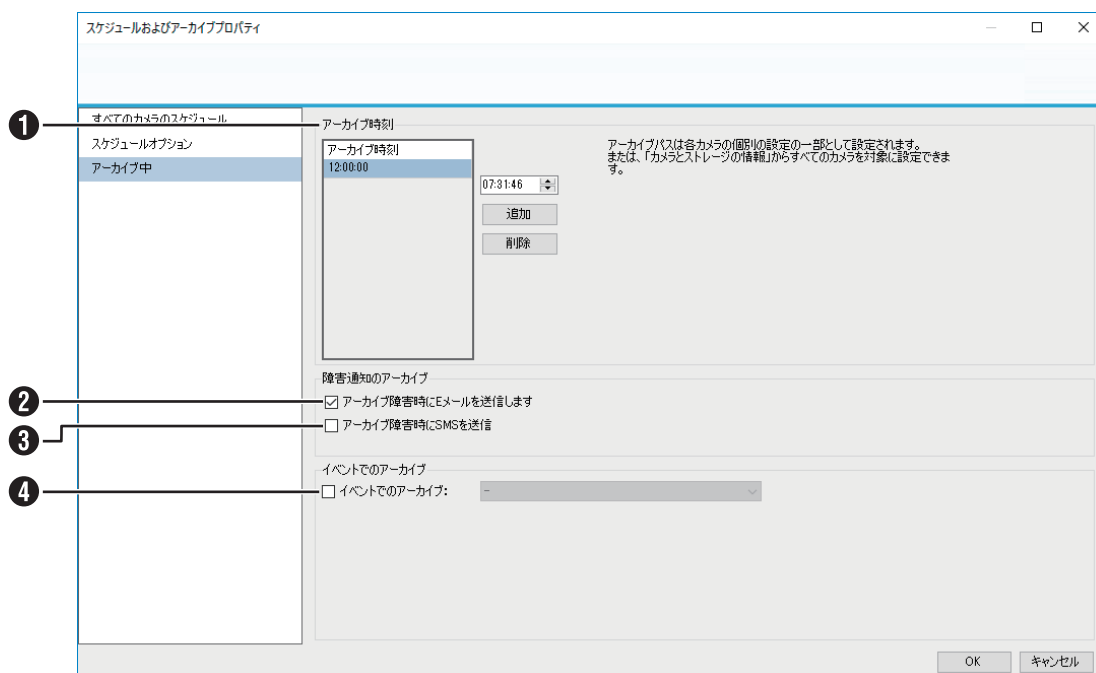 スケジュールおよびアーカイブプロパティ
すべてのカメラのスケジュール
スケジュールオプション
アーカイブ中
❶
アーカイブ時刻
アーカイブ時刻
12:00:00
07:31:46
追加
削除
アーカイブパスは各カメラの個別の設定の一部として設定されます。
または、「カメラとストレージの情報」からすべてのカメラを対象に設定できま
す。
障害通知のアーカイブ
❷
アーカイブ障害時にEメールを送信します
❸
アーカイブ障害時にSMSを送信
イベントでのアーカイブ
❹
イベントでのアーカイブ:
-
OK
キャンセル